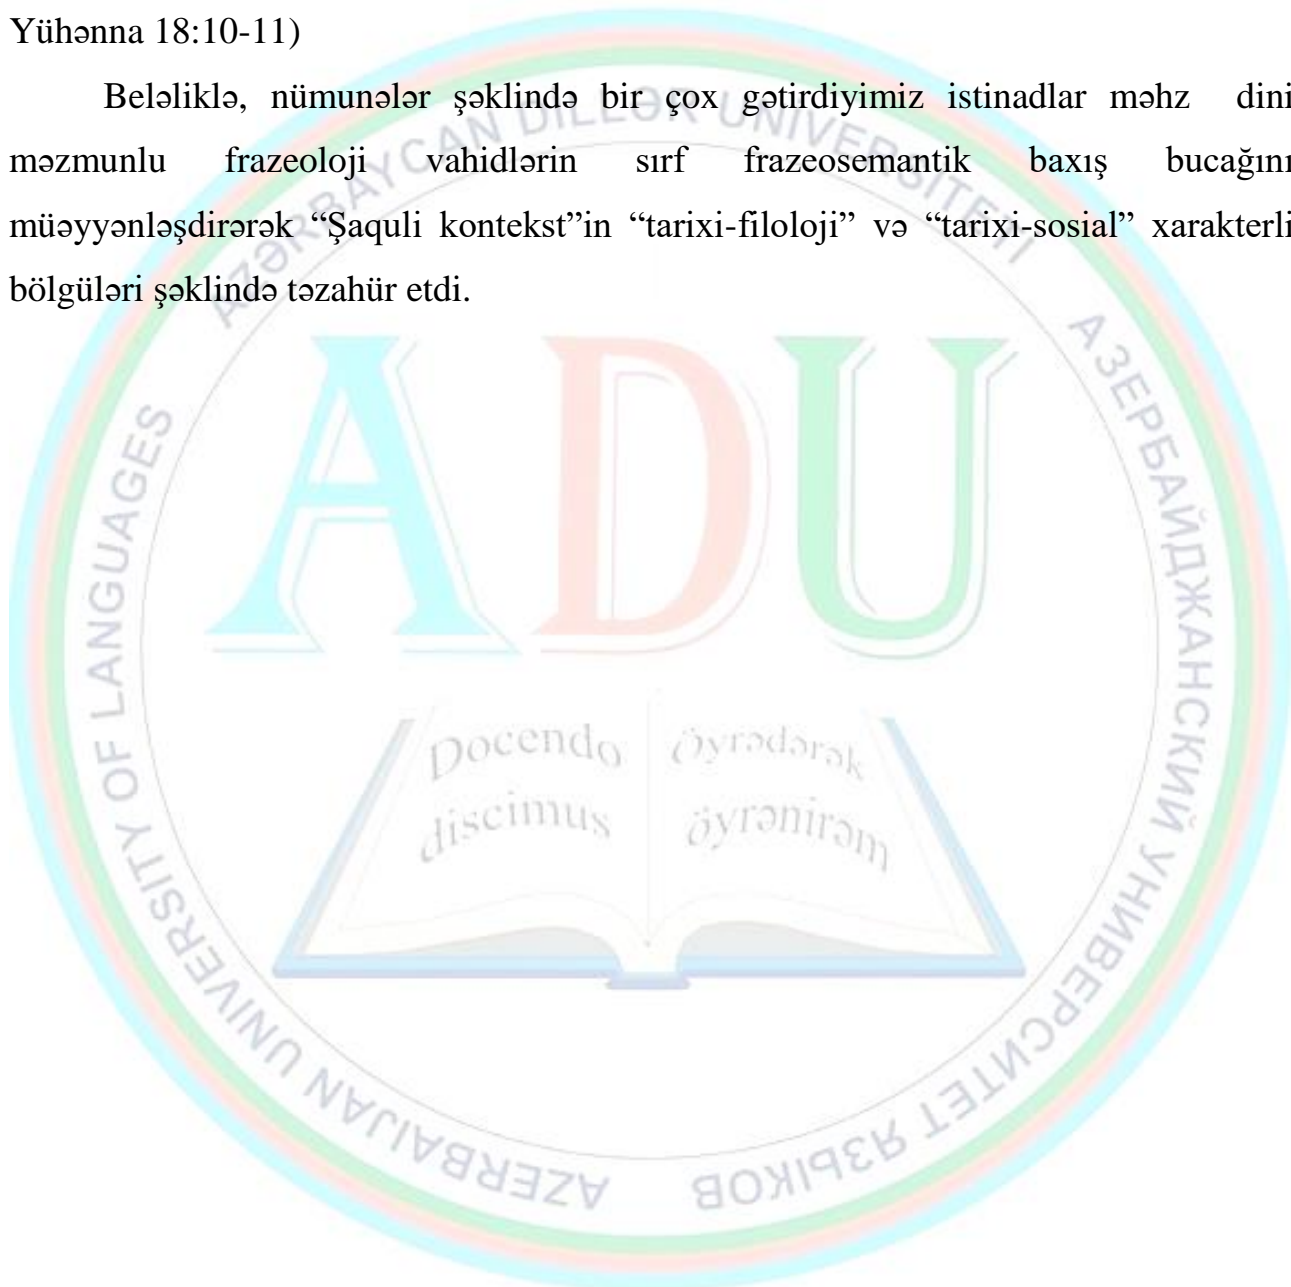 Yühənna 18:10-11)
Beləliklə, nümunələr şəklində bir çox gətirdiyimiz istinadlar məhz dini
məzmunlu frazeoloji vahidlərin sırf frazeosemantik baxış bucağını
müəyyənləşdirərək “Şaquli kontekst”in “tarixi-filoloji” və “tarixi-sosial” xarakterli
bölgüləri şəklində təzahür etdi.
AZƏRBAYCAN DİLLƏR UNİVERSİTETİ
АЗЕРБАЙДЖАНСКИЙ УНИВЕРСИТЕТ ЯЗЫКОВ
AZERBAIJAN UNIVERSITY OF LANGUAGES
ADU
Docendo
discimus
Öyrədərək
öyrənirəm